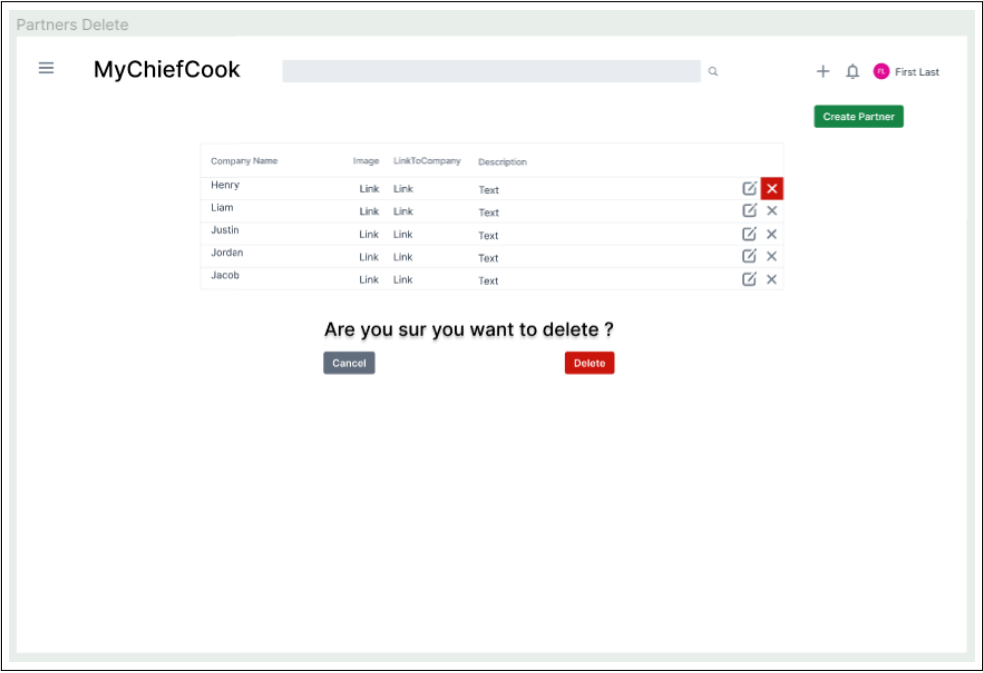 Partners Delete
MyChiefCook
FL First Last
Create Partner
Company Name Image LinkToCompany Description
Henry Link Link Text
Liam Link Link Text
Justin Link Link Text
Jordan Link Link Text
Jacob Link Link Text
Are you sur you want to delete ?
Cancel Delete